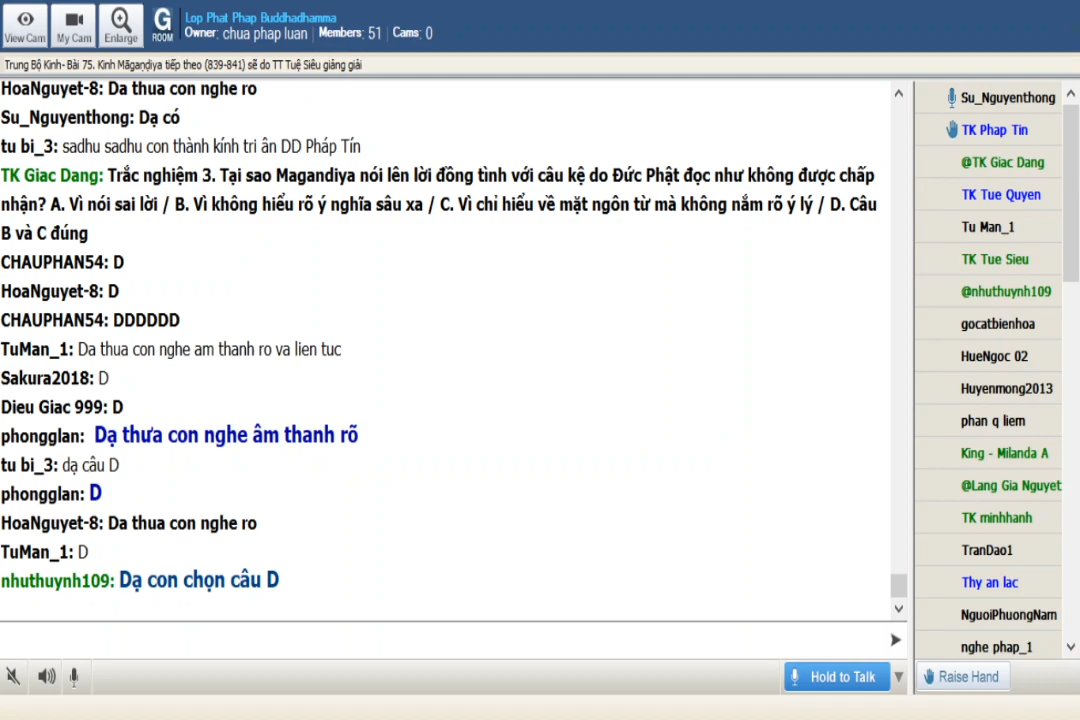 View Cam My Cam Enlarge G ROOM Lop Phat Phap Buddhadhamma
Owner: chua phap luan Members: 51 Cams: 0
Trung Bộ Kinh- Bài 75. Kinh Māgaṇḍiya tiếp theo (839-841) sẽ do TT Tuệ Siêu giảng giải
HoaNguyet-8: Da thua con nghe ro
Su_Nguyenthong: Dạ có
tu bi_3: sadhu sadhu con thành kính tri ân DD Pháp Tín
TK Giac Dang: Trắc nghiệm 3. Tại sao Magandiya nói lên lời đồng tình với câu kệ do Đức Phật đọc như không được chấp
nhận? A. Vì nói sai lời / B. Vì không hiểu rõ ý nghĩa sâu xa / C. Vì chỉ hiểu về mặt ngôn từ mà không nắm rõ ý lý / D. Câu
B và C đúng
CHAUPHAN54: D
HoaNguyet-8: D
CHAUPHAN54: DDDDDD
TuMan_1: Da thua con nghe am thanh ro va lien tuc
Sakura2018: D
Dieu Giac 999: D
phongglan: Dạ thưa con nghe âm thanh rõ
tu bi_3: dạ câu D
phongglan: D
HoaNguyet-8: Da thua con nghe ro
TuMan_1: D
nhuthuynh109: Dạ con chọn câu D
Su_Nguyenthong
TK Phap Tin
@TK Giac Dang
TK Tue Quyen
Tu Man_1
TK Tue Sieu
@nhuthuynh109
gocatbienhoa
HueNgoc 02
Huyenmong2013
phan q liem
King - Milanda A
@Lang Gia Nguyet
TK minhhanh
TranDao1
Thy an lac
NguoiPhuongNam
nghe phap_1
Hold to Talk Raise Hand